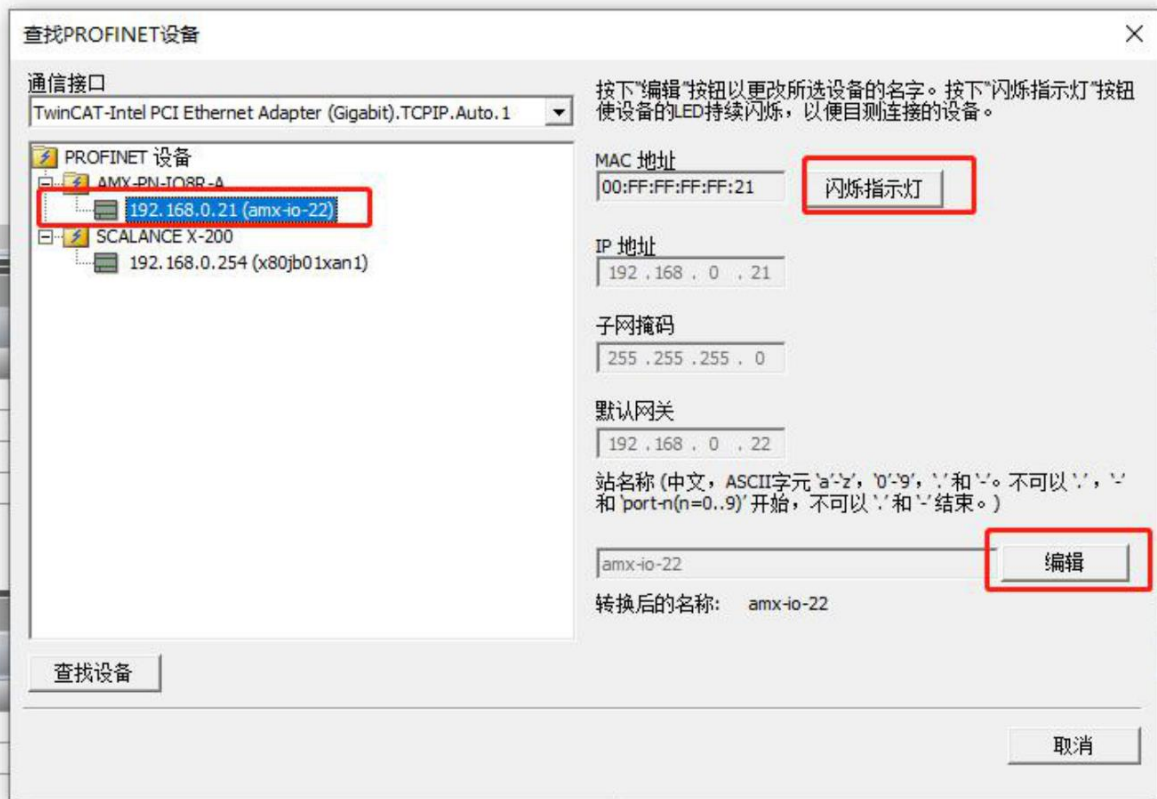 查找PROFINET设备
通信接口
TwinCAT-Intel PCI Ethernet Adapter (Gigabit).TCPIP.Auto.1
PROFINET 设备
AMX-PN-IO8R-A
192.168.0.21 (amx-io-22)
SCALANCE X-200
192.168.0.254 (x80jb01xan1)
查找设备
按下"编辑"按钮以更改所选设备的名字。按下"闪烁指示灯"按钮
使设备的LED持续闪烁，以便目测连接的设备。
MAC 地址
00:FF:FF:FF:FF:21
闪烁指示灯
IP 地址
192 . 168 . 0 . 21
子网掩码
255 . 255 . 255 . 0
默认网关
192 . 168 . 0 . 22
站名称 (中文，ASCII字元 'a'-'z'，'0'-'9'，'.' 和 '-'。不可以 '.'，'-'
和 'port-n(n=0..9)' 开始，不可以 '.' 和 '-' 结束。)
amx-io-22
编辑
转换后的名称: amx-io-22
取消